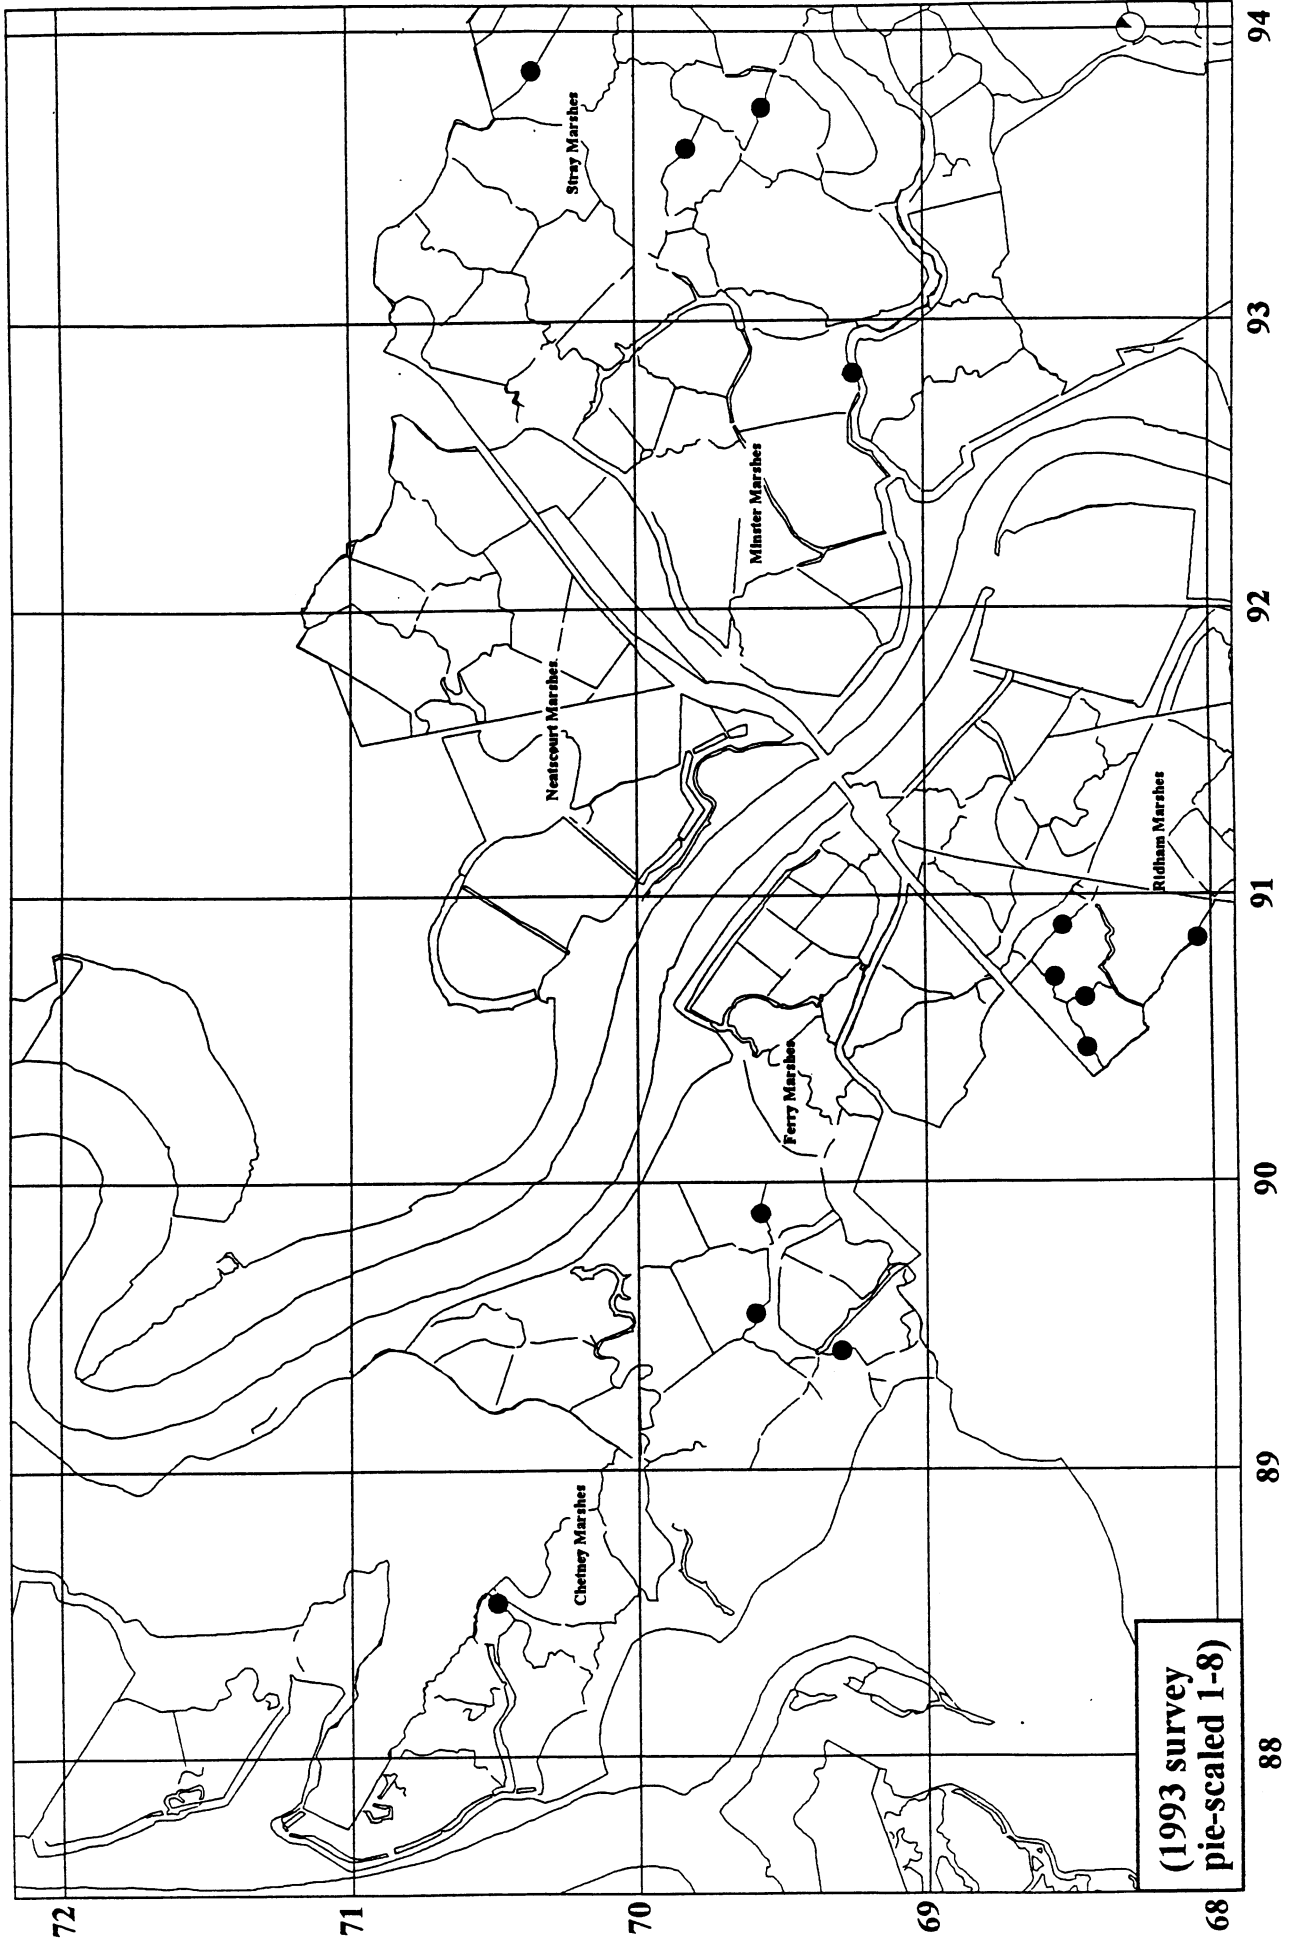 Chetney Marshes
Ferry Marshes
Neatscourt Marshes
Minster Marshes
Stray Marshes
Ridham Marshes
72
71
70
69
68
88
89
90
91
92
93
94
(1993 survey
pie-scaled 1-8)